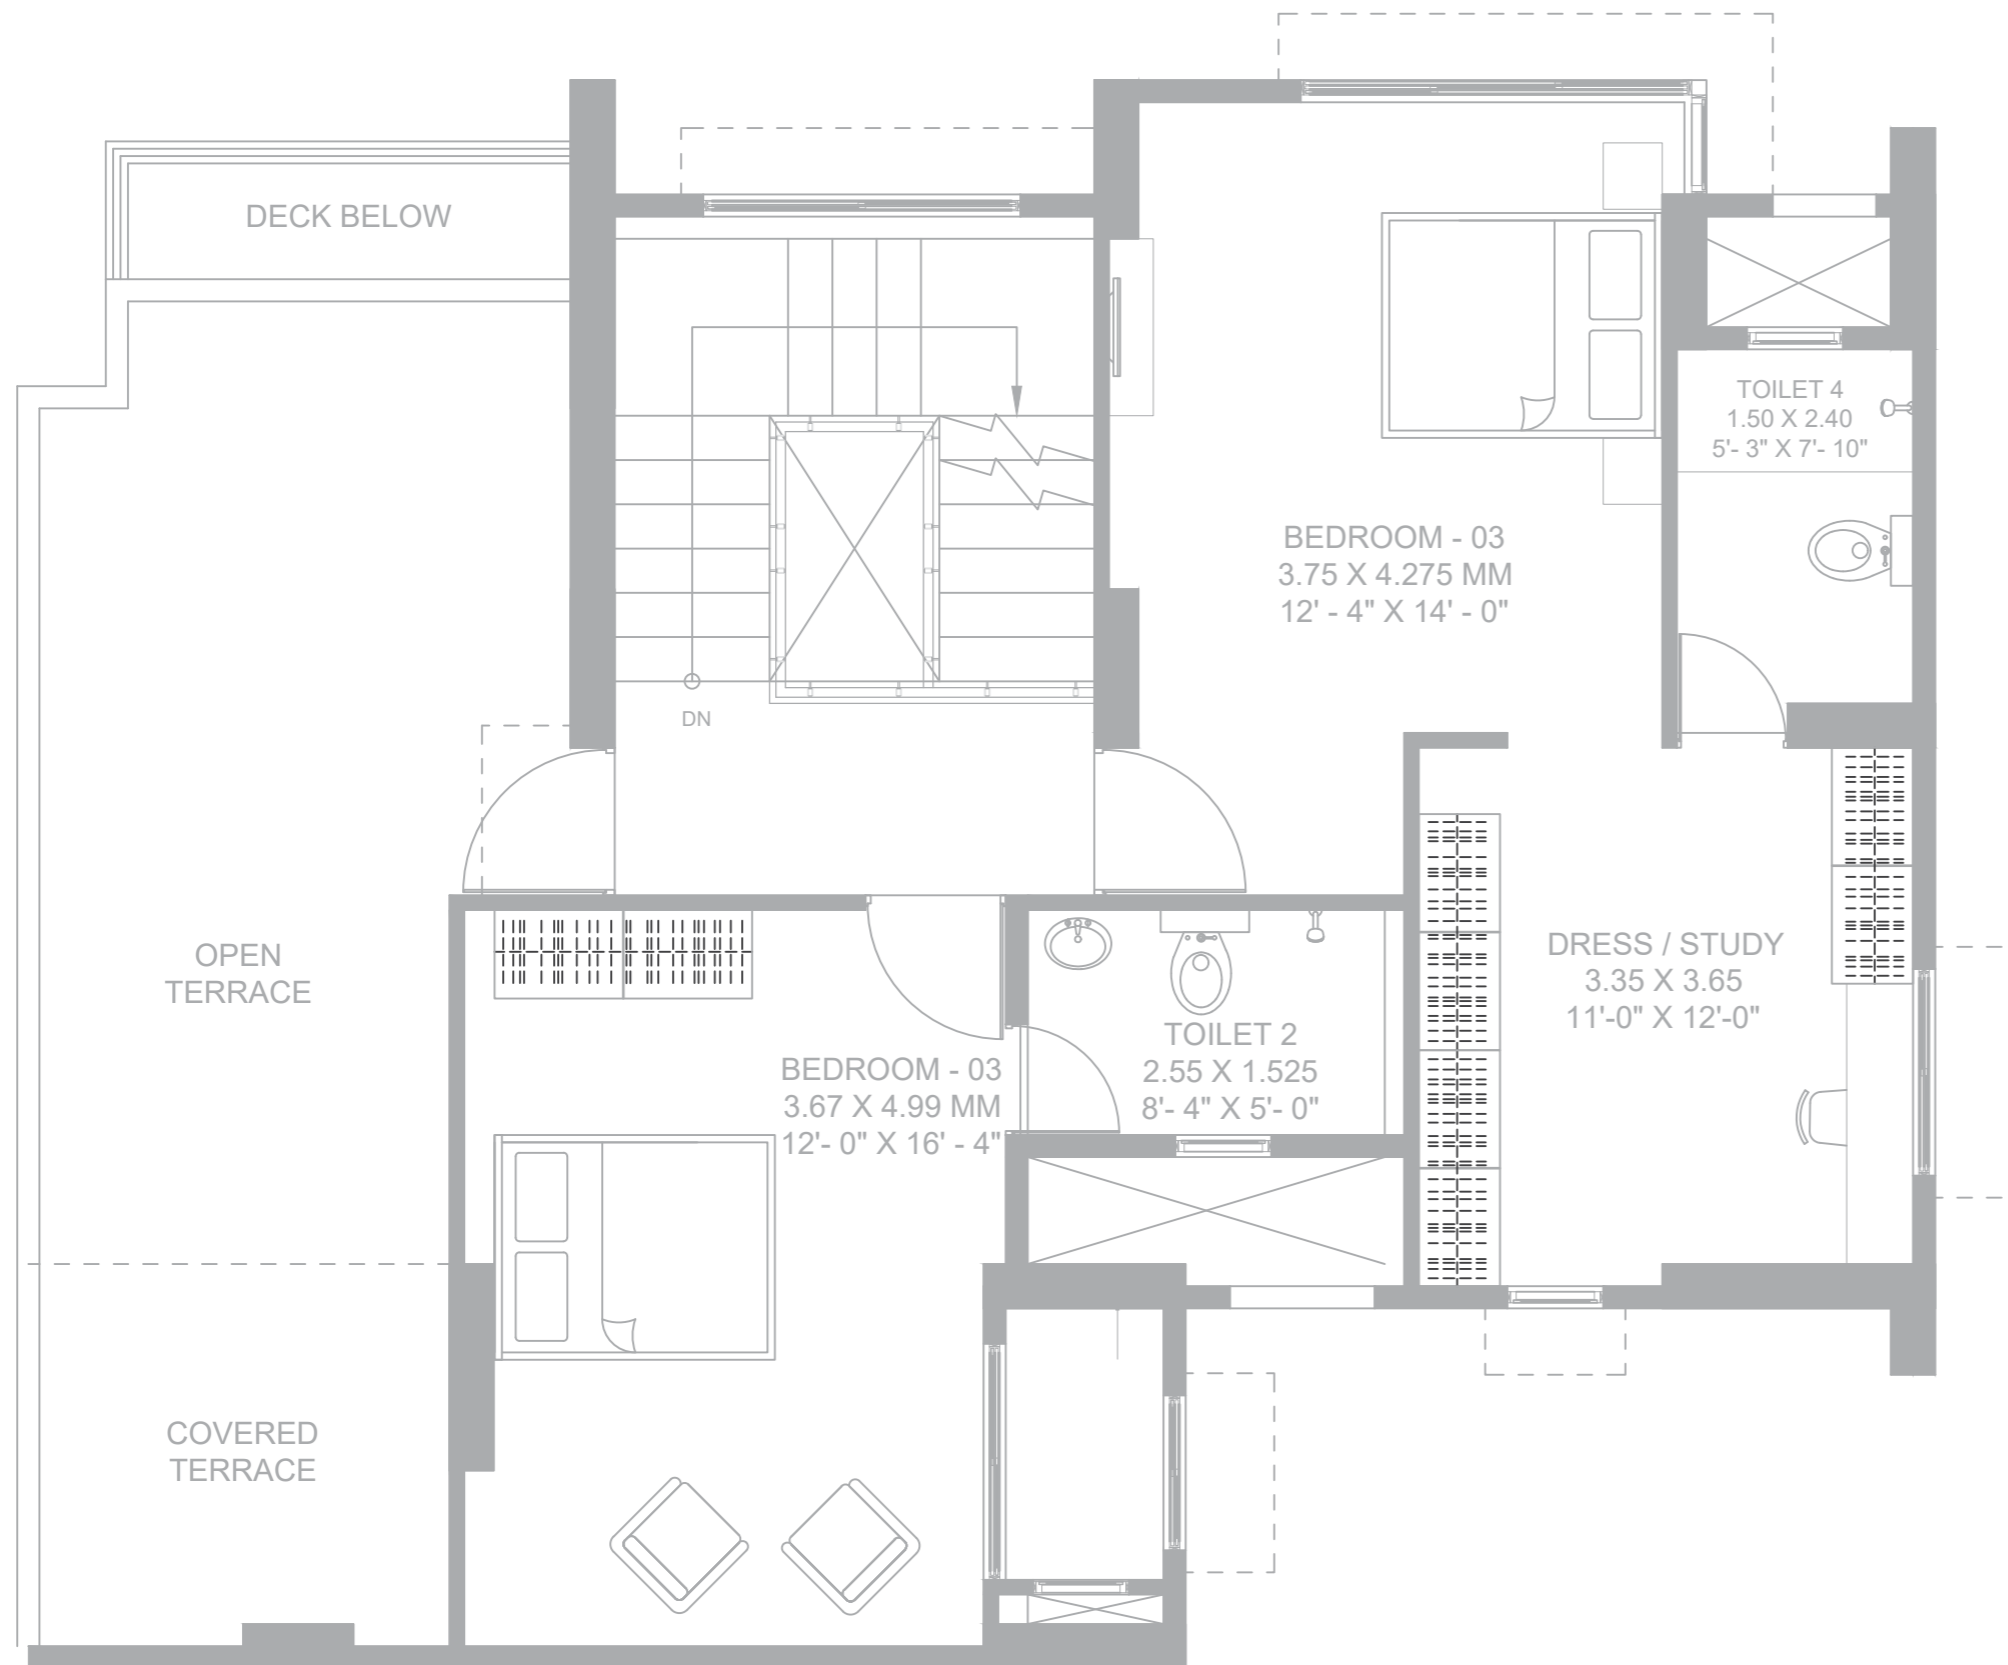 DECK BELOW
TOILET 4
1.50 X 2.40
5'- 3" X 7'- 10"
BEDROOM - 03
3.75 X 4.275 MM
12' - 4" X 14' - 0"
DN
OPEN
TERRACE
DRESS / STUDY
3.35 X 3.65
11'-0" X 12'-0"
BEDROOM - 03
3.67 X 4.99 MM
12'- 0" X 16' - 4"
TOILET 2
2.55 X 1.525
8'- 4" X 5'- 0"
COVERED
TERRACE